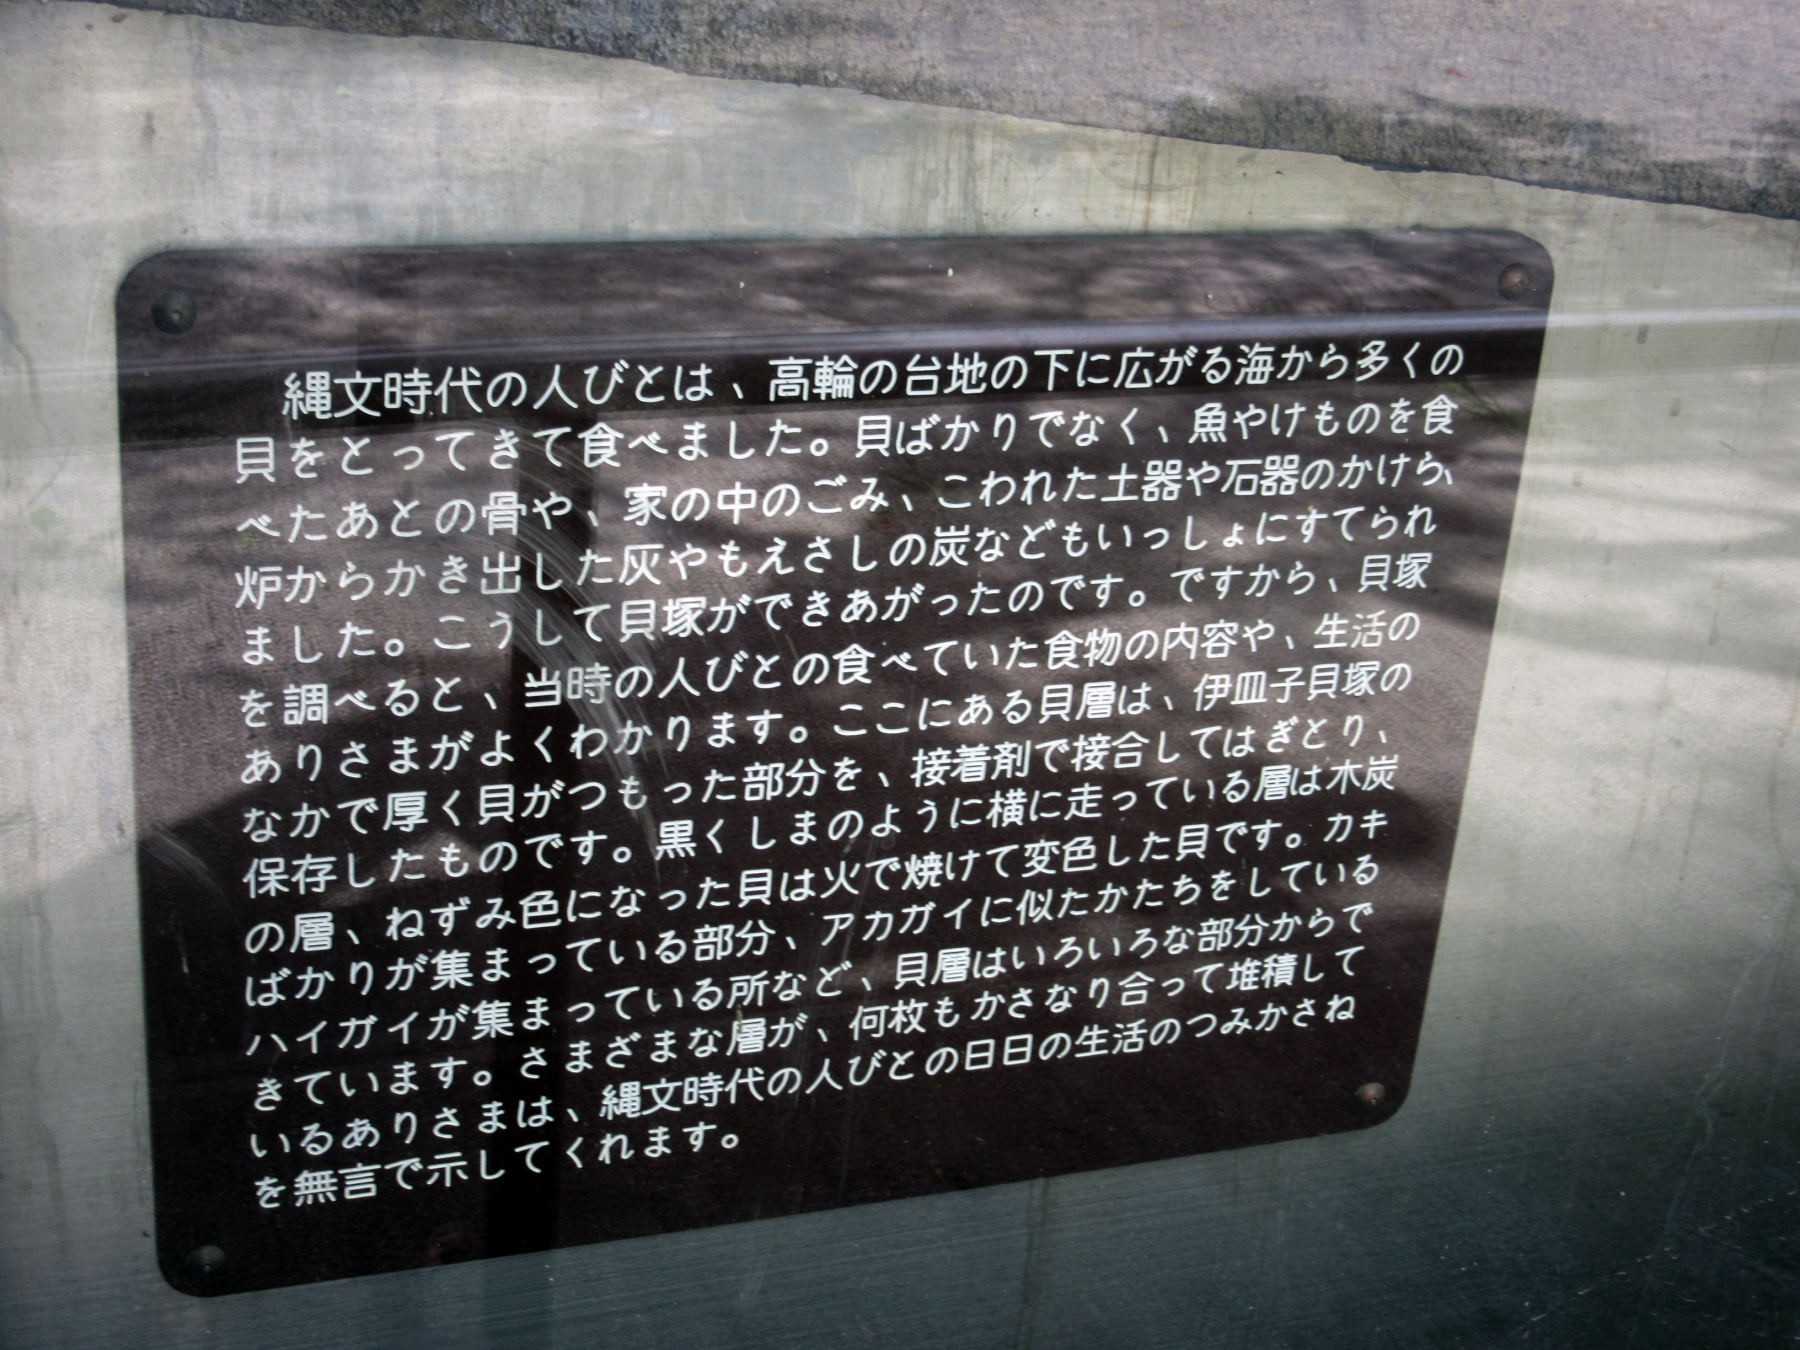 縄文時代の人びとは、高輪の台地の下に広がる海から多くの
貝をとってきて食べました。貝ばかりでなく、魚やけものを食
べたあとの骨や、家の中のごみ、こわれた土器や石器のかけら、
炉からかき出した灰やもえさしの炭などもいっしょにすてられ
ました。こうして貝塚ができあがったのです。ですから、貝塚
を調べると、当時の人びとの食べていた食物の内容や、生活の
ありさまがよくわかります。ここにある貝層は、伊皿子貝塚の
なかで厚く貝がつもった部分を、接着剤で接合してはぎとり、
保存したものです。黒くしまのように横に走っている層は木炭
の層、ねずみ色になった貝は火で焼けて変色した貝です。カキ
ばかりが集まっている部分、アカガイに似たかたちをしている
ハイガイが集まっている所など、貝層はいろいろな部分からで
きています。さまざまな層が、何枚もかさなり合って堆積して
いるありさまは、縄文時代の人びとの日日の生活のつみかさね
を無言で示してくれます。